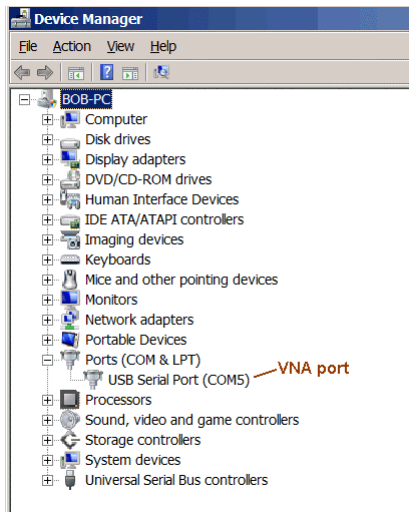 Device Manager
File Action View Help
BOB-PC
Computer
Disk drives
Display adapters
DVD/CD-ROM drives
Human Interface Devices
IDE ATA/ATAPI controllers
Imaging devices
Keyboards
Mice and other pointing devices
Monitors
Network adapters
Portable Devices
Ports (COM & LPT)
USB Serial Port (COM5) VNA port
Processors
Sound, video and game controllers
Storage controllers
System devices
Universal Serial Bus controllers